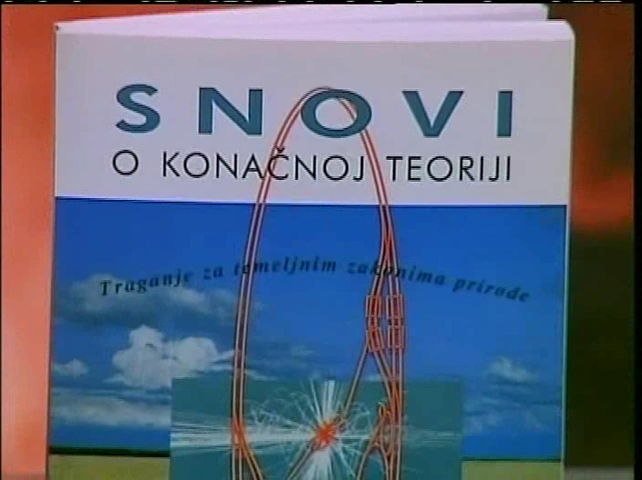 SNOVI
O KONAČNOJ TEORIJI
Traganje za temeljnim zakonima prirode